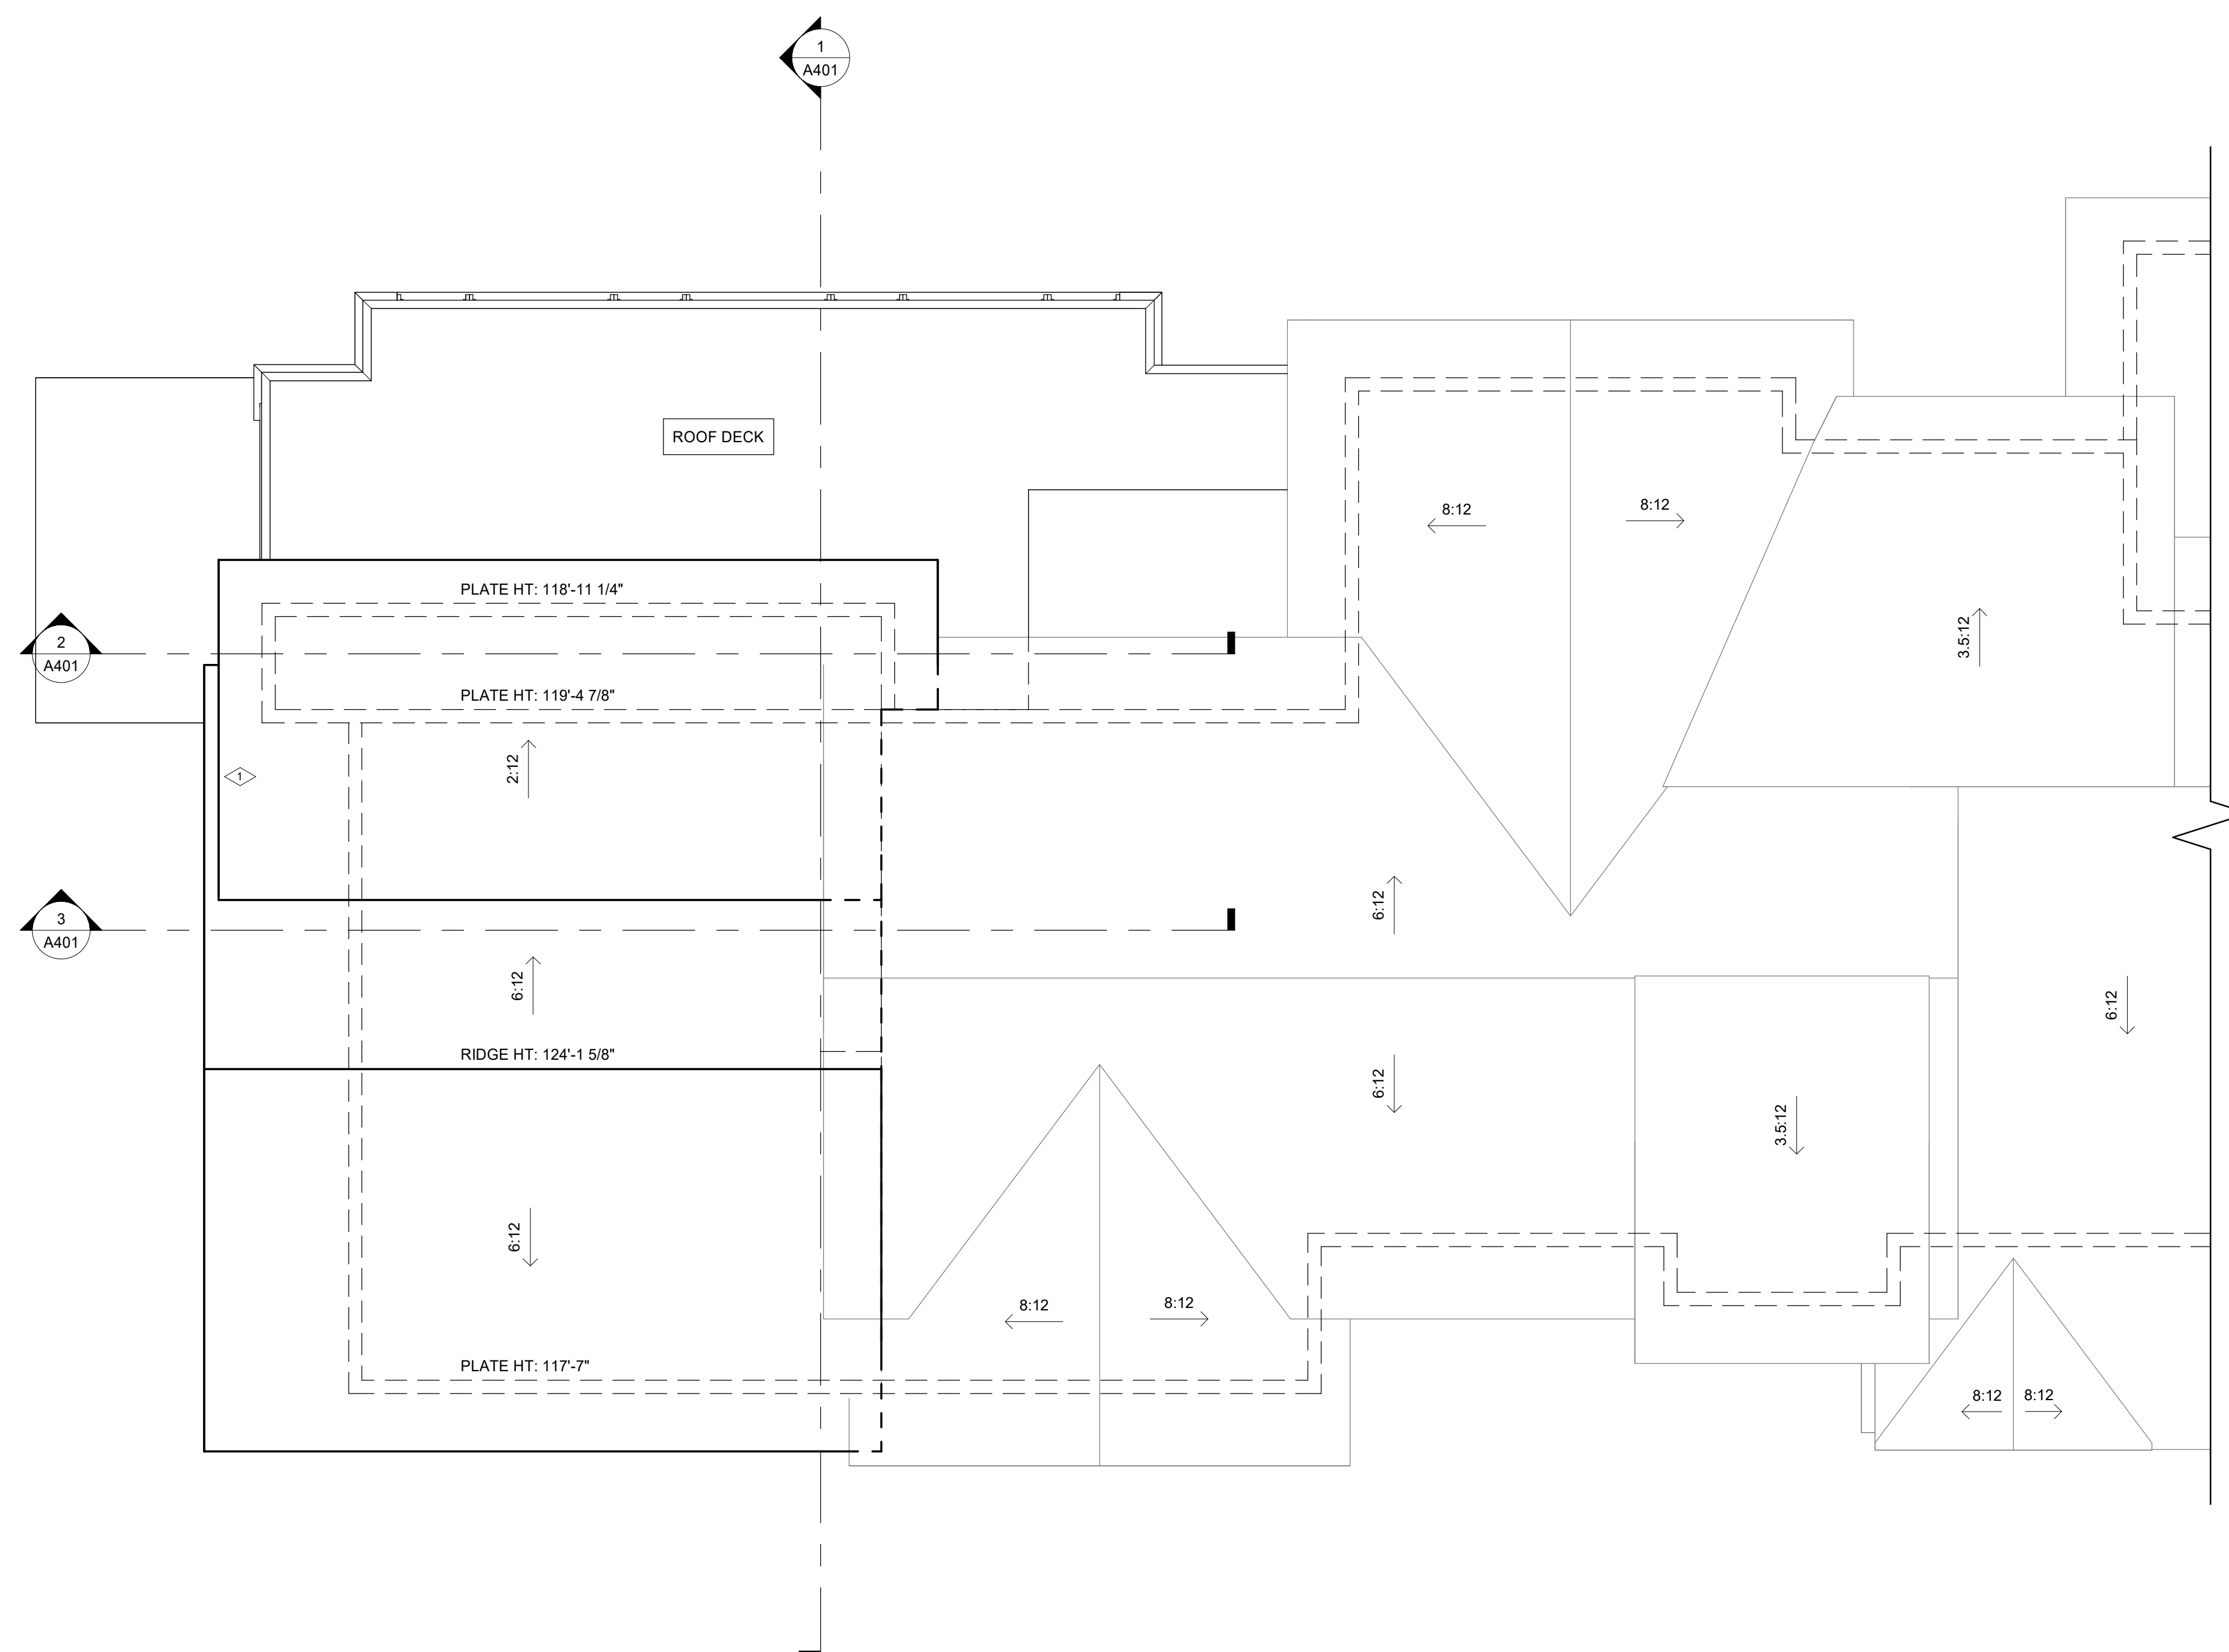 1
A401
ROOF DECK
8:12
8:12
PLATE HT: 118'-11 1/4"
2
A401
3.5:12
PLATE HT: 119'-4 7/8"
2:12
1
6:12
3
A401
6:12
6:12
RIDGE HT: 124'-1 5/8"
6:12
3.5:12
6:12
8:12
8:12
PLATE HT: 117'-7"
8:12
8:12